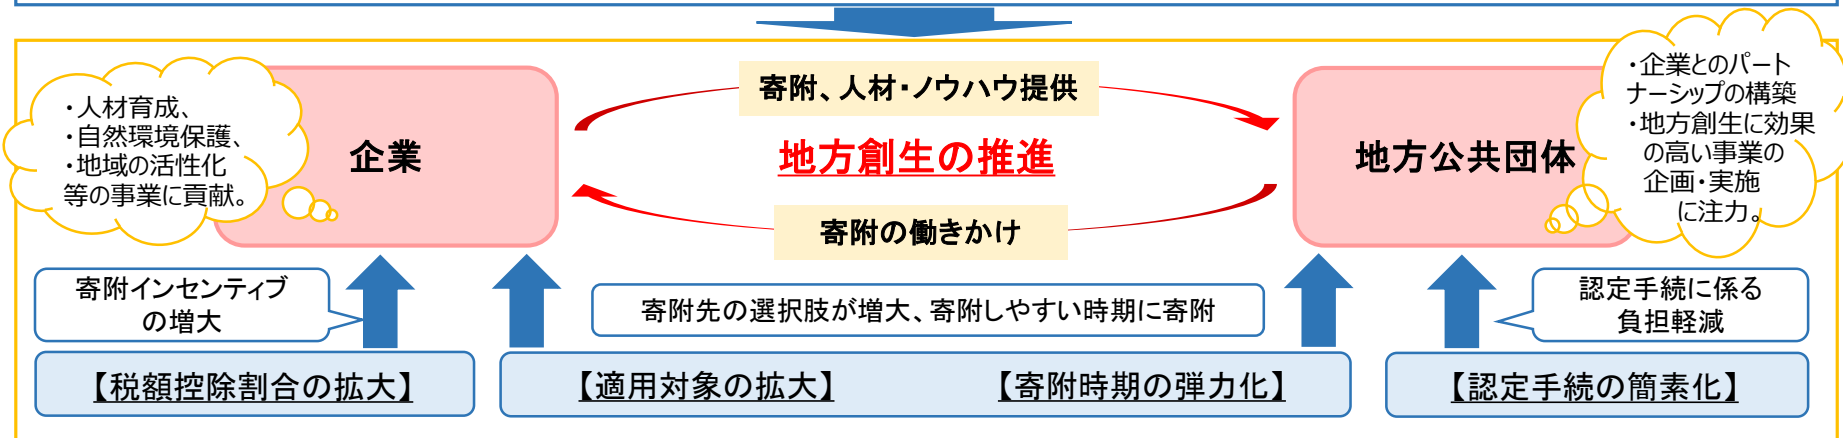 ・人材育成、
・自然環境保護、
・地域の活性化
等の事業に貢献。
企業
寄附、人材・ノウハウ提供
地方創生の推進
寄附の働きかけ
地方公共団体
・企業とのパート
ナーシップの構築
・地方創生に効果
の高い事業の
企画・実施
に注力。
寄附インセンティブ
の増大
寄附先の選択肢が増大、寄附しやすい時期に寄附
認定手続に係る
負担軽減
【税額控除割合の拡大】
【適用対象の拡大】
【寄附時期の弾力化】
【認定手続の簡素化】